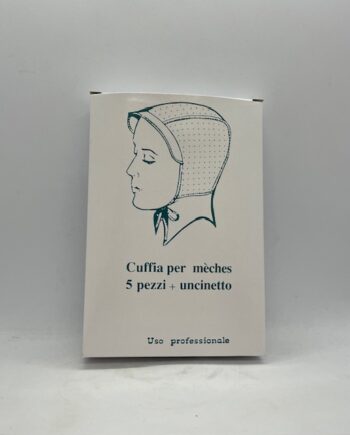 Cuffia per mèches
5 pezzi + uncinetto
Uso professionale